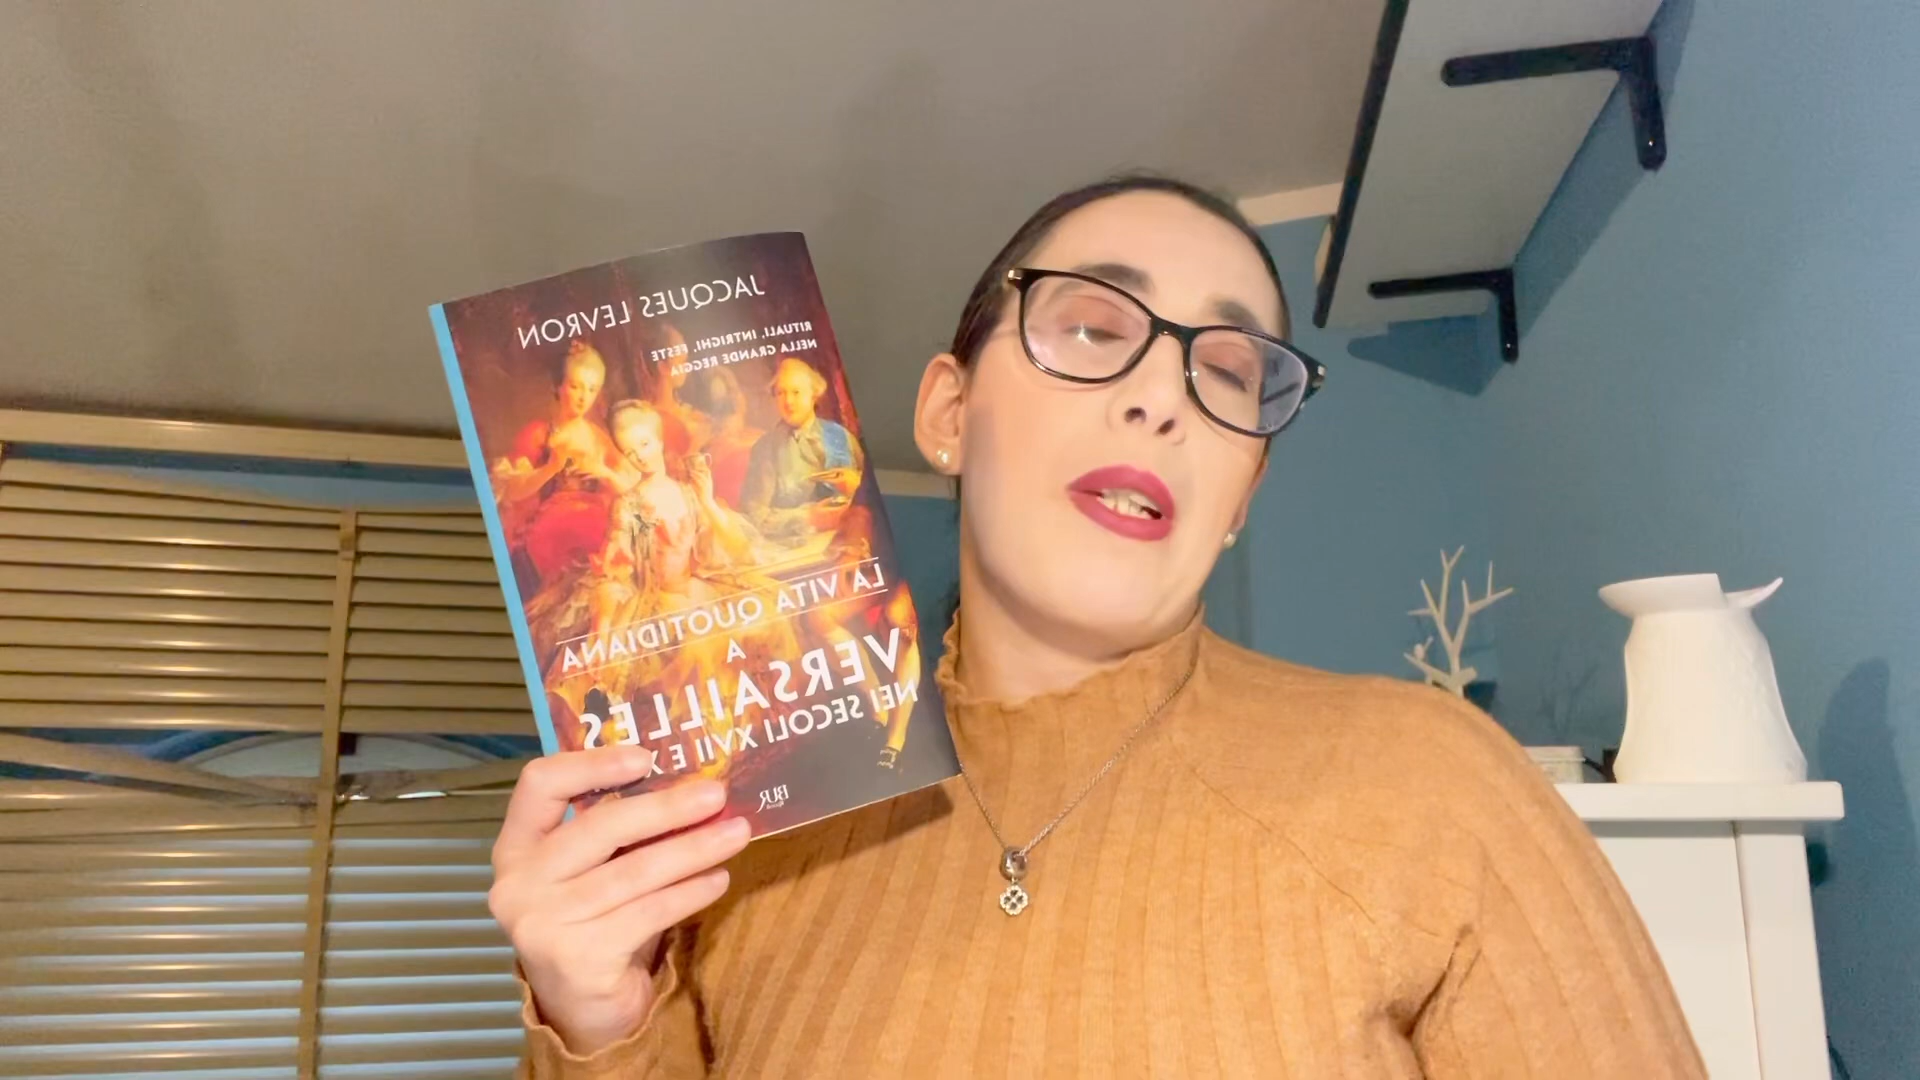 JACQUES LEVRON
RITUALI, INTRIGHI, FESTE
NELLA GRANDE REGGIA
LA VITA QUOTIDIANA
A
VERSAILLES
NEI SECOLI XVII E
BUR